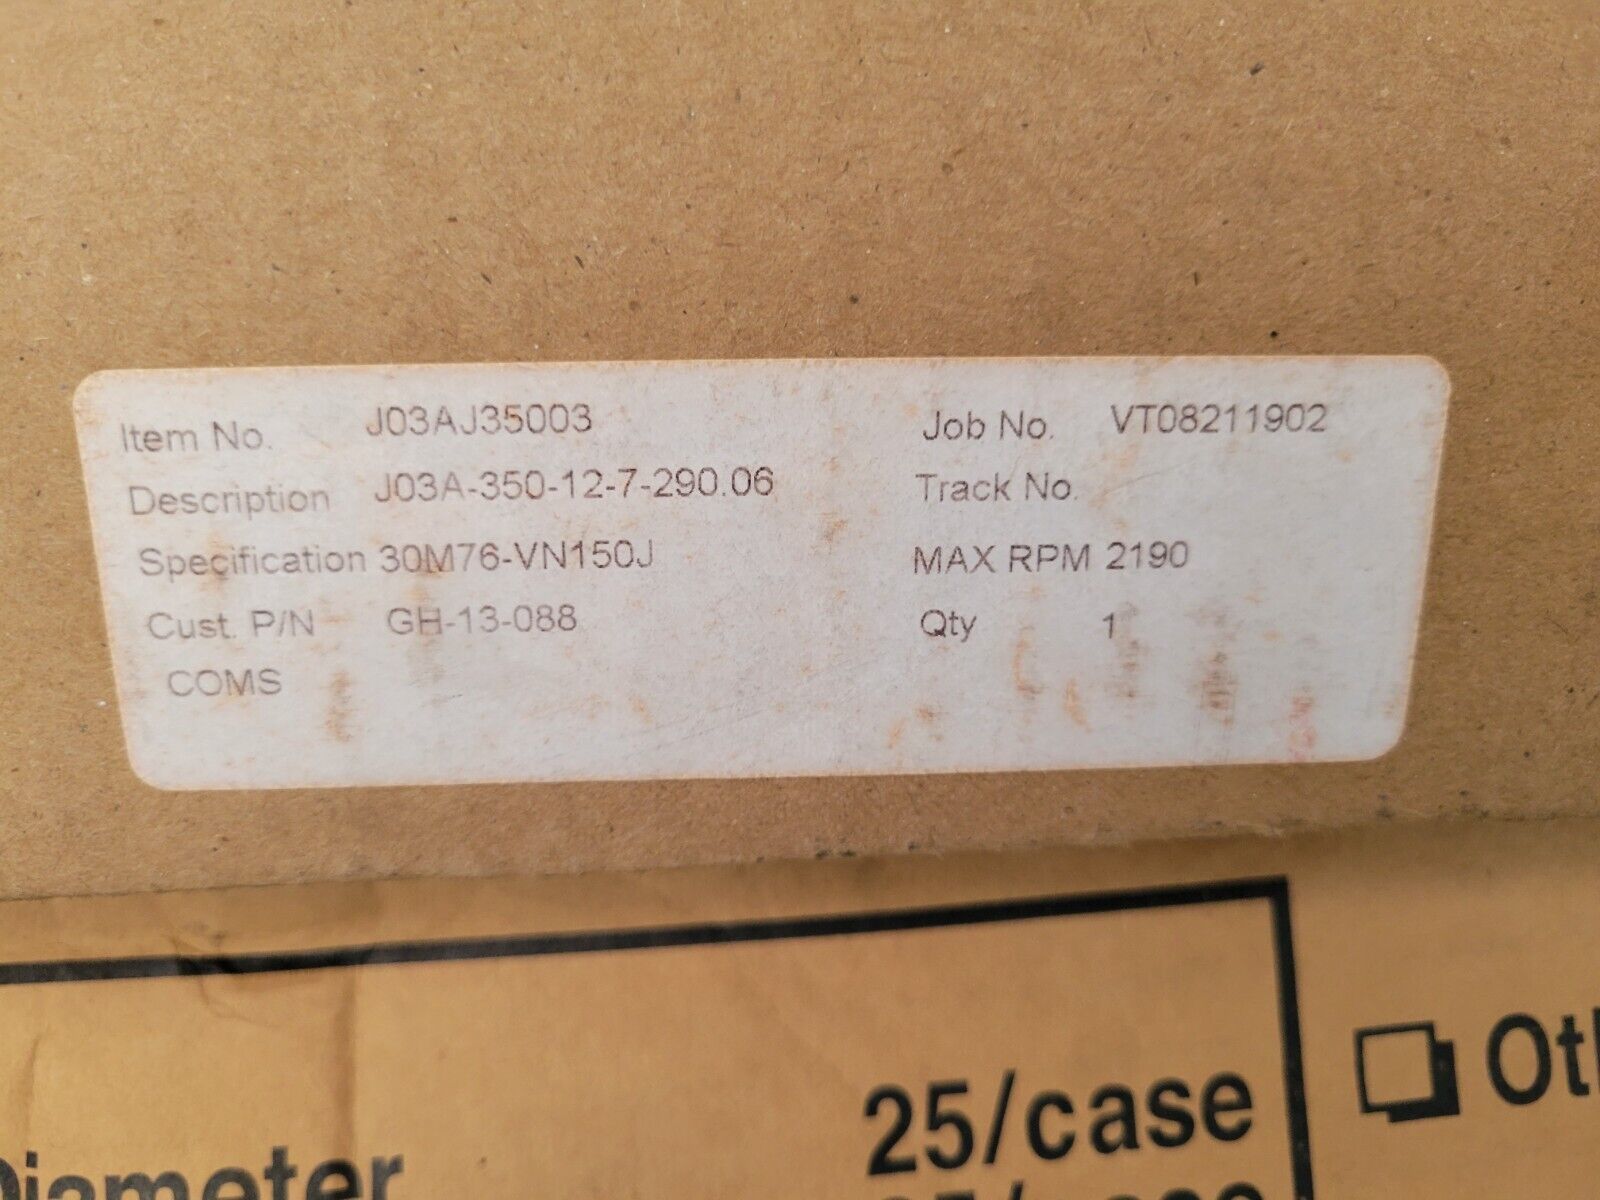 Item No. J03AJ35003 Job No. VT08211902
Description J03A-350-12-7-290.06 Track No.
Specification 30M76-VN150J MAX RPM 2190
Cust. P/N GH-13-088 Qty 1
COMS
25/case
Diameter